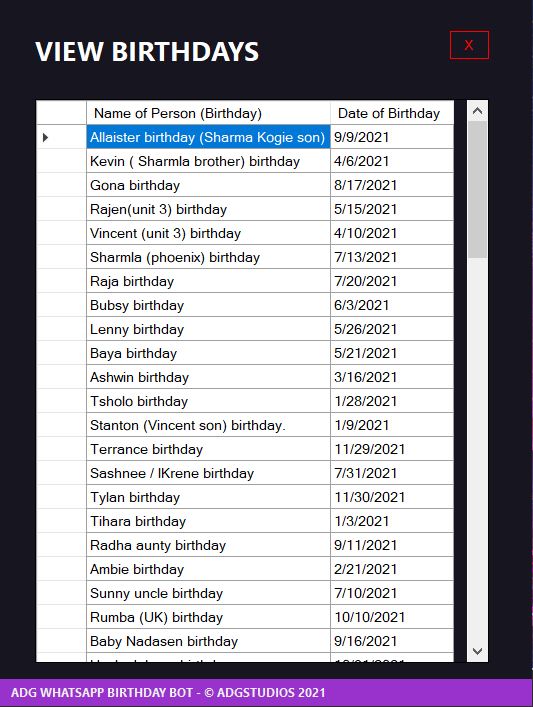 VIEW BIRTHDAYS
X
Name of Person (Birthday) Date of Birthday
Allaister birthday (Sharma Kogie son) 9/9/2021
Kevin ( Sharmla brother) birthday 4/6/2021
Gona birthday 8/17/2021
Rajen(unit 3) birthday 5/15/2021
Vincent (unit 3) birthday 4/10/2021
Sharmla (phoenix) birthday 7/13/2021
Raja birthday 7/20/2021
Bubsy birthday 6/3/2021
Lenny birthday 5/26/2021
Baya birthday 5/21/2021
Ashwin birthday 3/16/2021
Tsholo birthday 1/28/2021
Stanton (Vincent son) birthday. 1/9/2021
Terrance birthday 11/29/2021
Sashnee / IKrene birthday 7/31/2021
Tylan birthday 11/30/2021
Tihara birthday 1/3/2021
Radha aunty birthday 9/11/2021
Ambie birthday 2/21/2021
Sunny uncle birthday 7/10/2021
Rumba (UK) birthday 10/10/2021
Baby Nadasen birthday 9/16/2021
ADG WHATSAPP BIRTHDAY BOT - © ADGSTUDIOS 2021